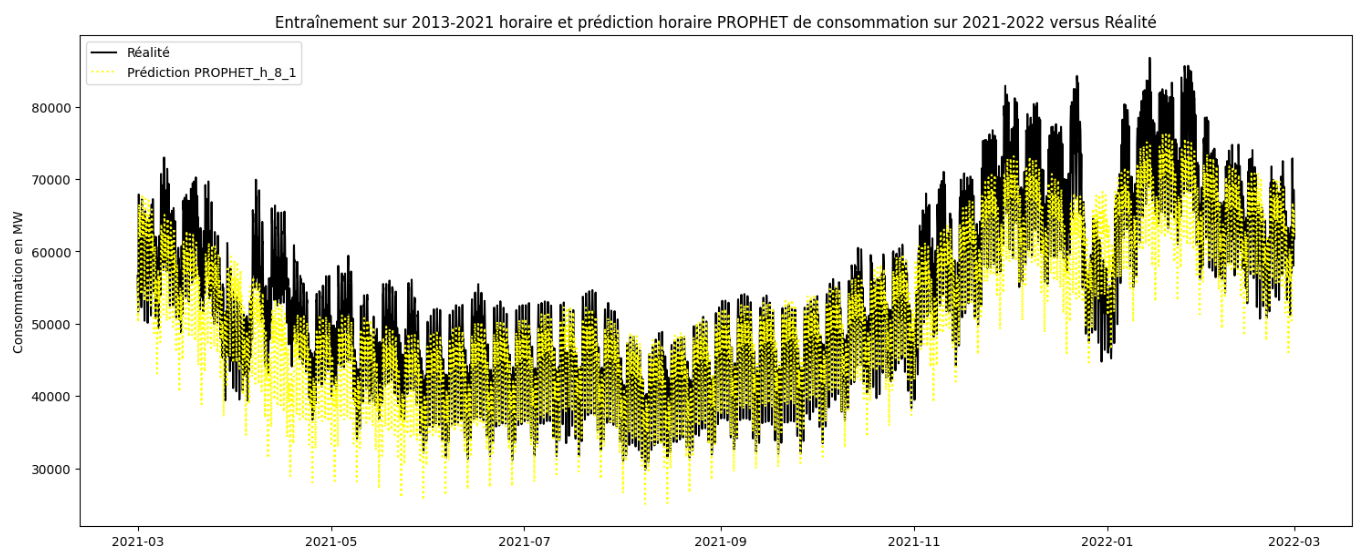 Entraînement sur 2013-2021 horaire et prédiction horaire PROPHET de consommation sur 2021-2022 versus Réalité
Réalité
Prédiction PROPHET_h_8_1
Consommation en MW
80000
70000
60000
50000
40000
30000
2021-03 2021-05 2021-07 2021-09 2021-11 2022-01 2022-03